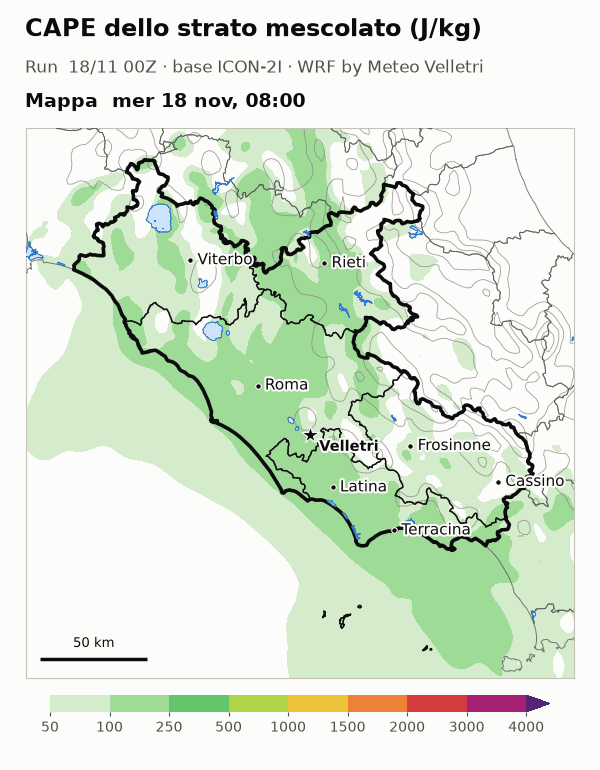 CAPE dello strato mescolato (J/kg)
Run 18/11 00Z · base ICON-2I · WRF by Meteo Velletri
Mappa mer 18 nov, 08:00
Viterbo
Rieti
Roma
Velletri
Frosinone
Cassino
Latina
Terracina
50 km
50 100 250 500 1000 1500 2000 3000 4000